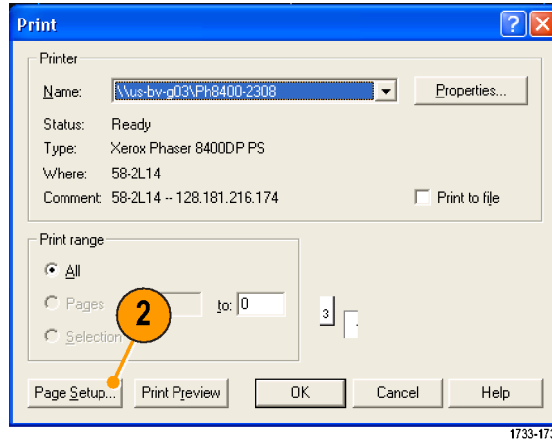 Print
Printer
Name: \\us-bv-g03\Ph8400-2308 Properties...
Status: Ready
Type: Xerox Phaser 8400DP PS
Where: 58-2L14
Comment: 58-2L14 -- 128.181.216.174 Print to file
Print range
All
Pages to: 0
2
3
Selection
Page Setup... Print Preview OK Cancel Help